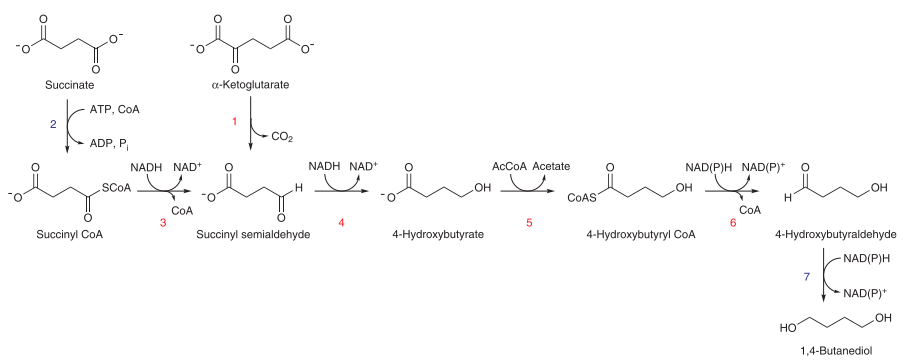 O
⁻O
O⁻
O
Succinate
O
⁻O
O
O
O⁻
α-Ketoglutarate
ATP, CoA
2
ADP, Pi
1
CO2
O
⁻O
SCoA
O
Succinyl CoA
NADH NAD+
CoA
3
O
⁻O
H
O
Succinyl semialdehyde
NADH NAD+
4
O
⁻O
OH
4-Hydroxybutyrate
AcCoA Acetate
5
O
CoAS
OH
4-Hydroxybutyryl CoA
NAD(P)H NAD(P)+
CoA
6
O
H
OH
4-Hydroxybutyraldehyde
NAD(P)H
7
NAD(P)+
HO
OH
1,4-Butanediol